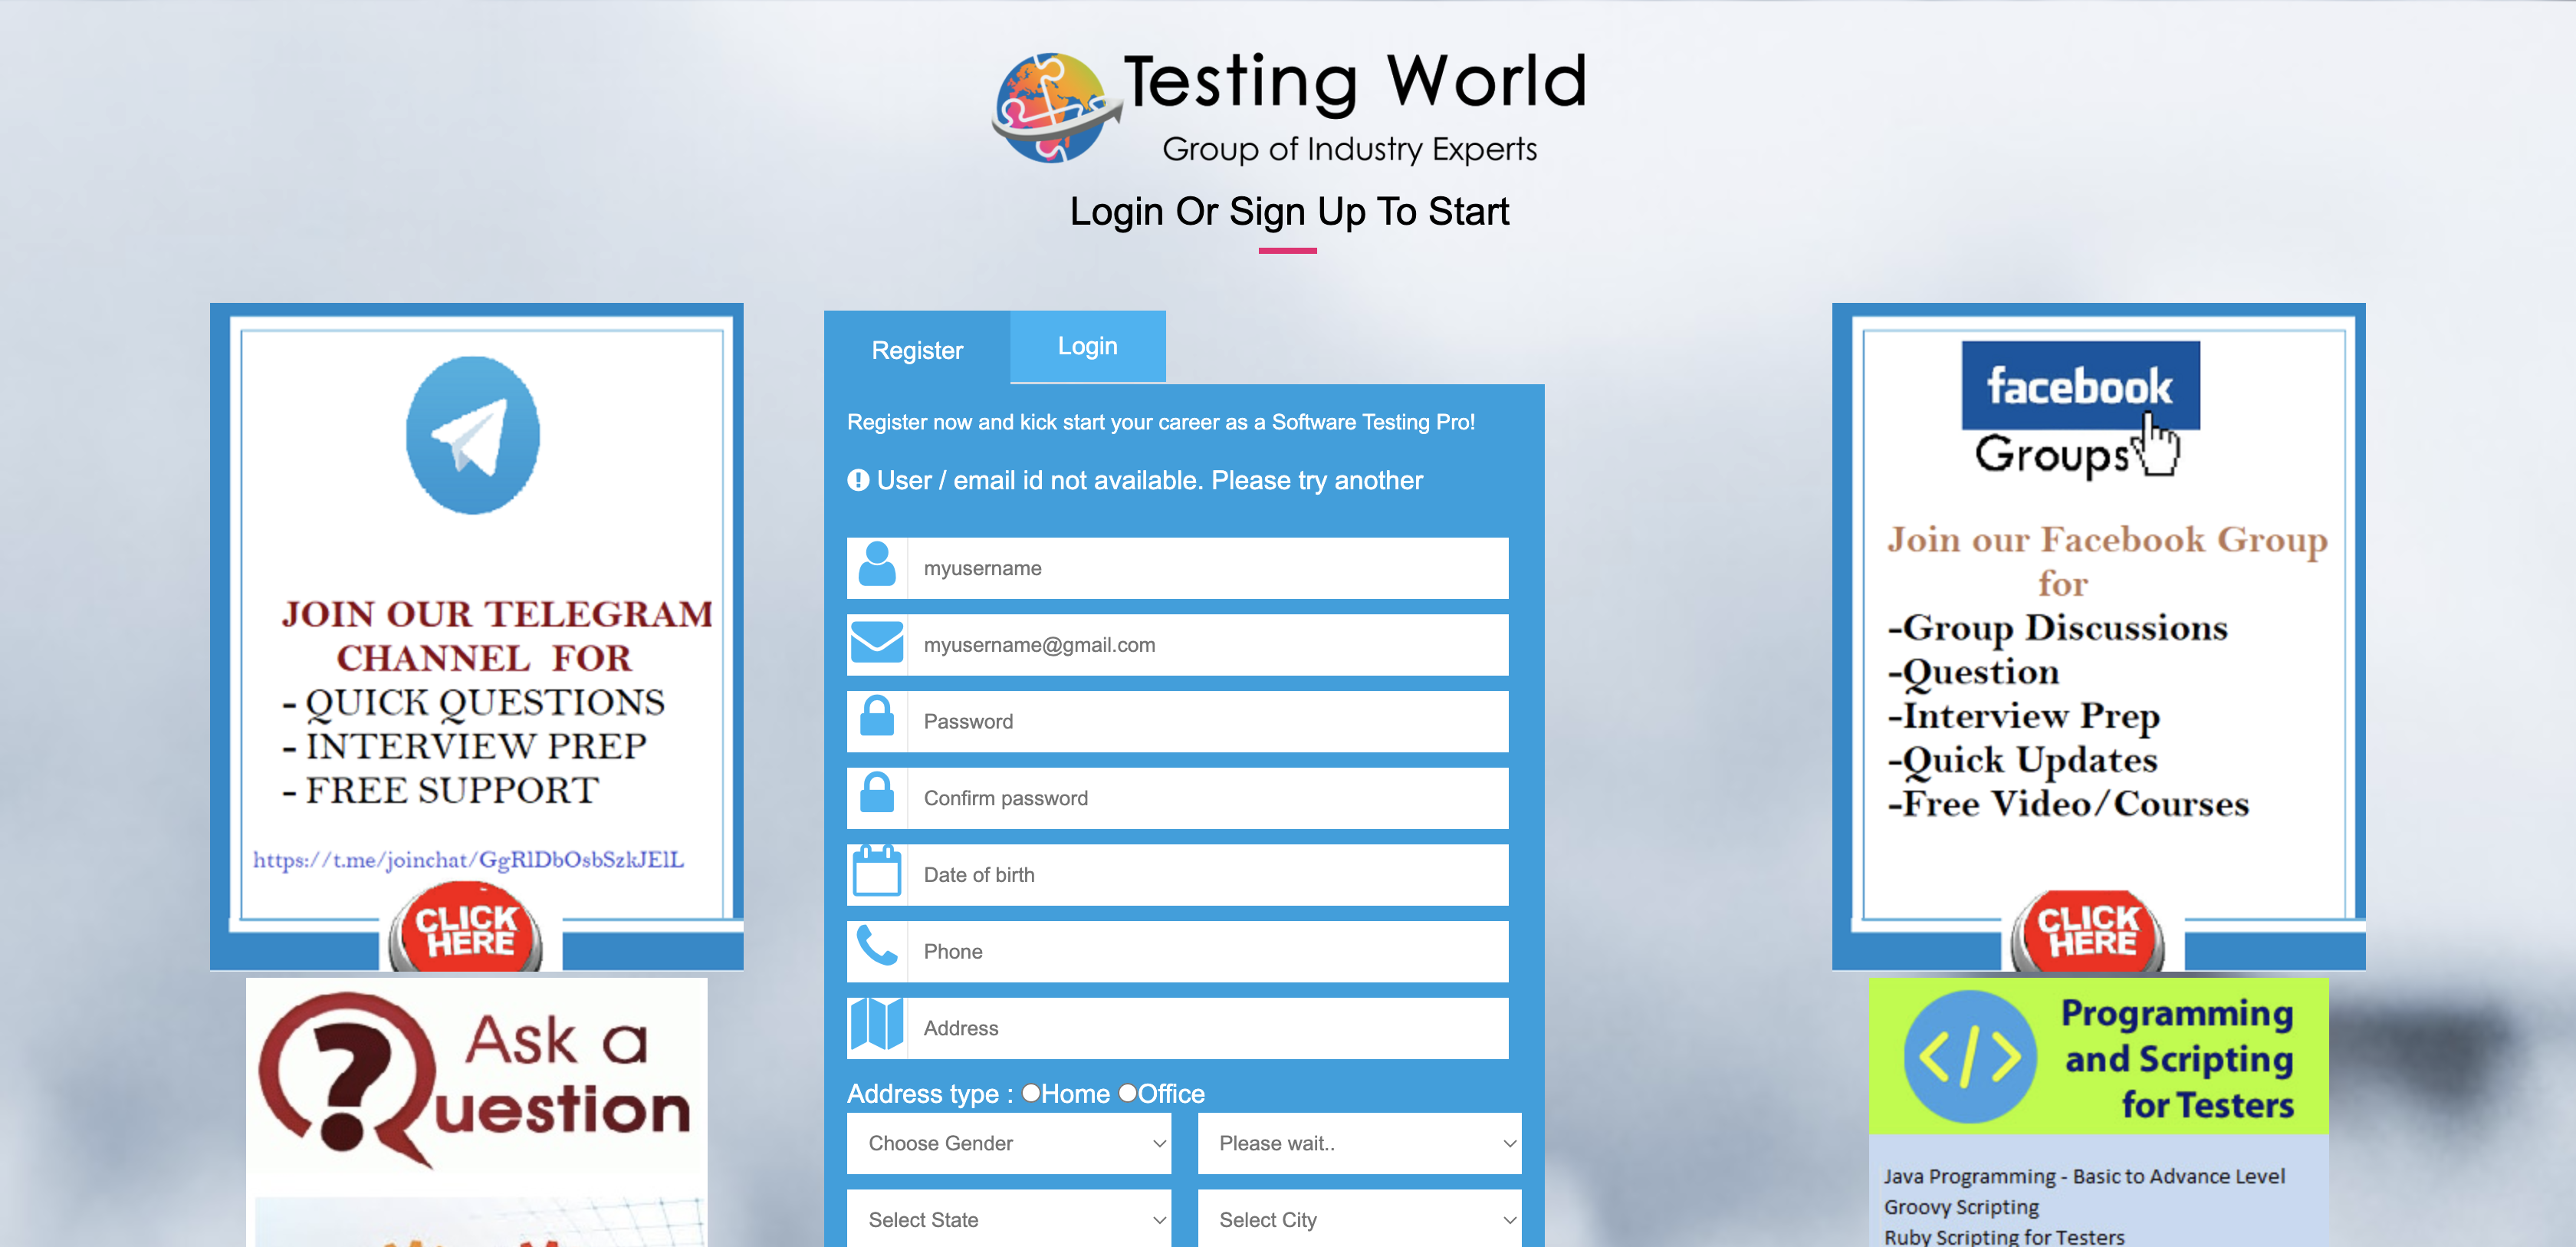 Testing World
Group of Industry Experts
Login Or Sign Up To Start
JOIN OUR TELEGRAM
CHANNEL FOR
- QUICK QUESTIONS
- INTERVIEW PREP
- FREE SUPPORT
https://t.me/joinchat/GgRlDbOsbSzkJElL
CLICK
HERE
Ask a
Question
Register
Login
Register now and kick start your career as a Software Testing Pro!
User / email id not available. Please try another
myusername
myusername@gmail.com
Password
Confirm password
Date of birth
Phone
Address
Address type : Home Office
Choose Gender
Please wait..
Select State
Select City
facebook
Groups
Join our Facebook Group
for
-Group Discussions
-Question
-Interview Prep
-Quick Updates
-Free Video/Courses
CLICK
HERE
</>
Programming
and Scripting
for Testers
Java Programming - Basic to Advance Level
Groovy Scripting
Ruby Scripting for Testers